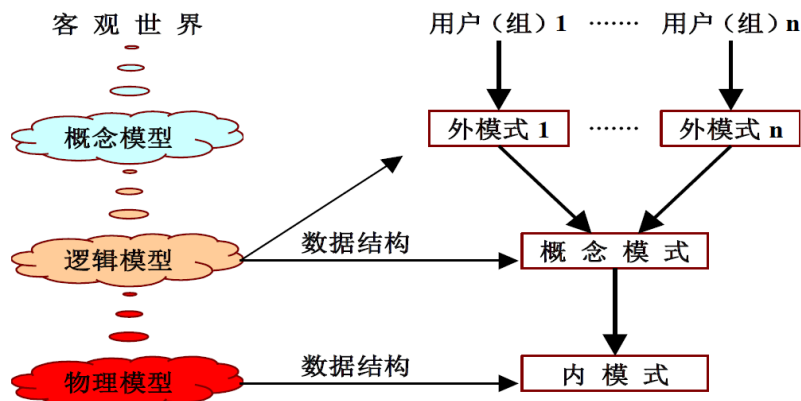 客 观 世 界
用户（组）1 ······· 用户（组）n
概念模型
外模式 1 ······· 外模式 n
逻辑模型
数据结构
概 念 模 式
物理模型
数据结构
内 模 式